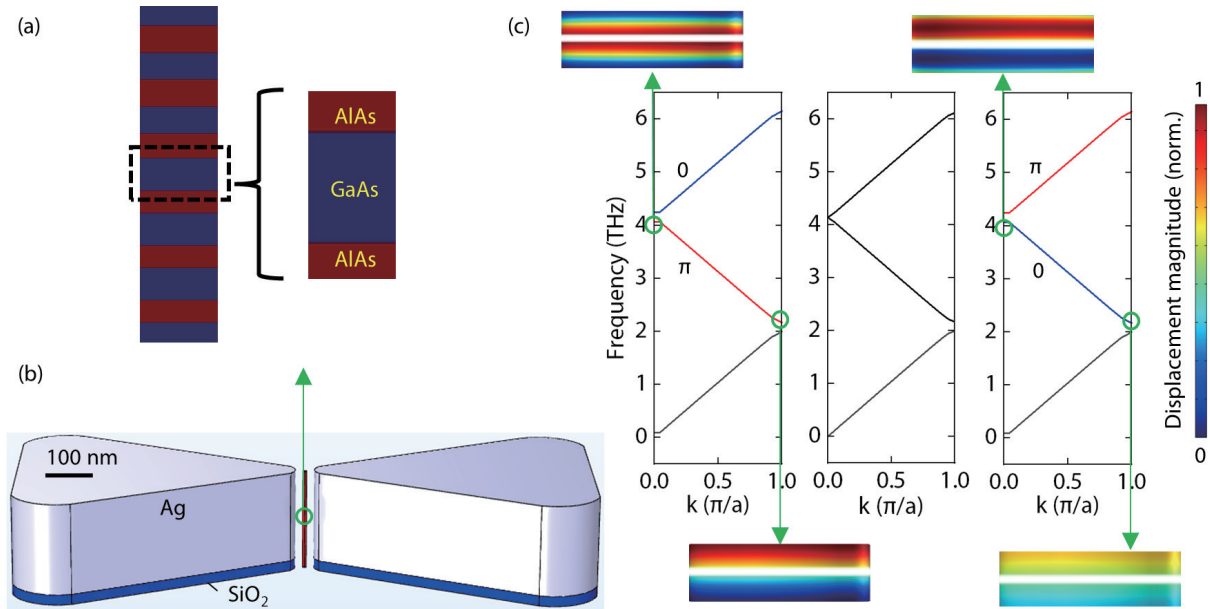 (a)
AlAs
GaAs
AlAs
(b)
100 nm
Ag
SiO₂
(c)
Frequency (THz)
6
5
4
3
2
1
0
0
π
0.0 0.5 1.0
k (π/a)
6
5
4
3
2
1
0
0.0 0.5 1.0
k (π/a)
6
5
4
3
2
1
0
π
0
0.0 0.5 1.0
k (π/a)
1
Displacement magnitude (norm.)
0